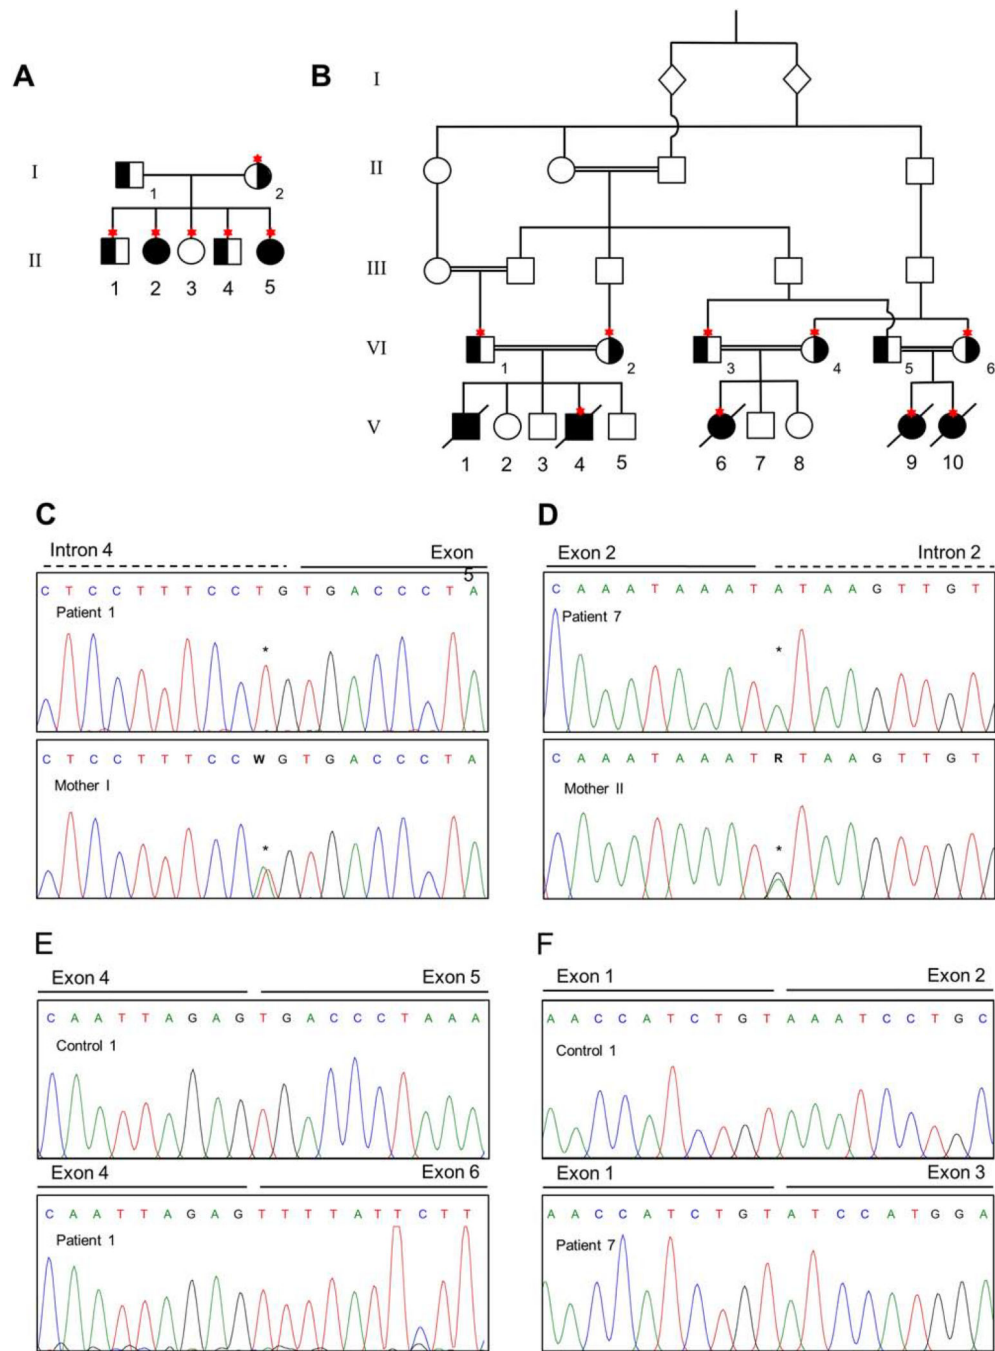 A
B
I
I
1
2
II
II
1
2
3
4
5
III
VI
1
2
3
4
5
6
V
1
2
3
4
5
6
7
8
9
10
C
D
Intron 4
Exon 5
C T C C T T T C C T G T G A C C C T A
Patient 1
*
C T C C T T T C C W G T G A C C C T A
Mother I
*
Exon 2
Intron 2
C A A A T A A A T A T A A G T T G T
Patient 7
*
C A A A T A A A T R T A A G T T G T
Mother II
*
E
F
Exon 4
Exon 5
C A A T T A G A G T G A C C C T A A A
Control 1
Exon 4
Exon 6
C A A T T A G A G T T T T A T T C T T
Patient 1
Exon 1
Exon 2
A A C C A T C T G T A A A T C C T G C
Control 1
Exon 1
Exon 3
A A C C A T C T G T A T C C A T G G A
Patient 7